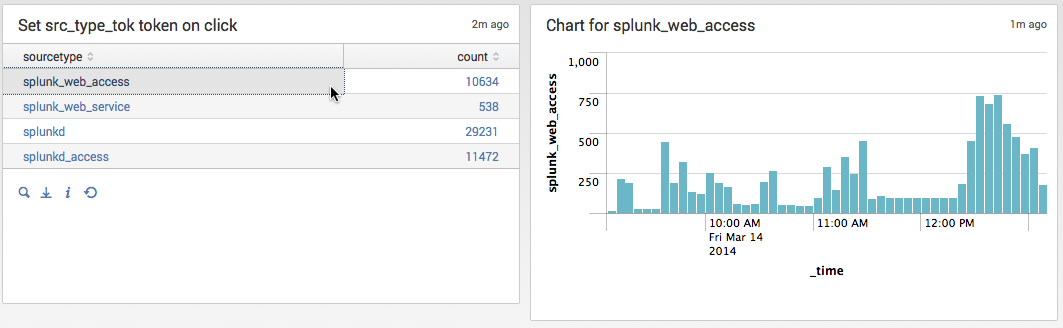 Set src_type_tok token on click
2m ago
sourcetype count
splunk_web_access 10634
splunk_web_service 538
splunkd 29231
splunkd_access 11472
i
Chart for splunk_web_access
1m ago
splunk_web_access
1,000
750
500
250
10:00 AM 11:00 AM 12:00 PM
Fri Mar 14
2014
_time